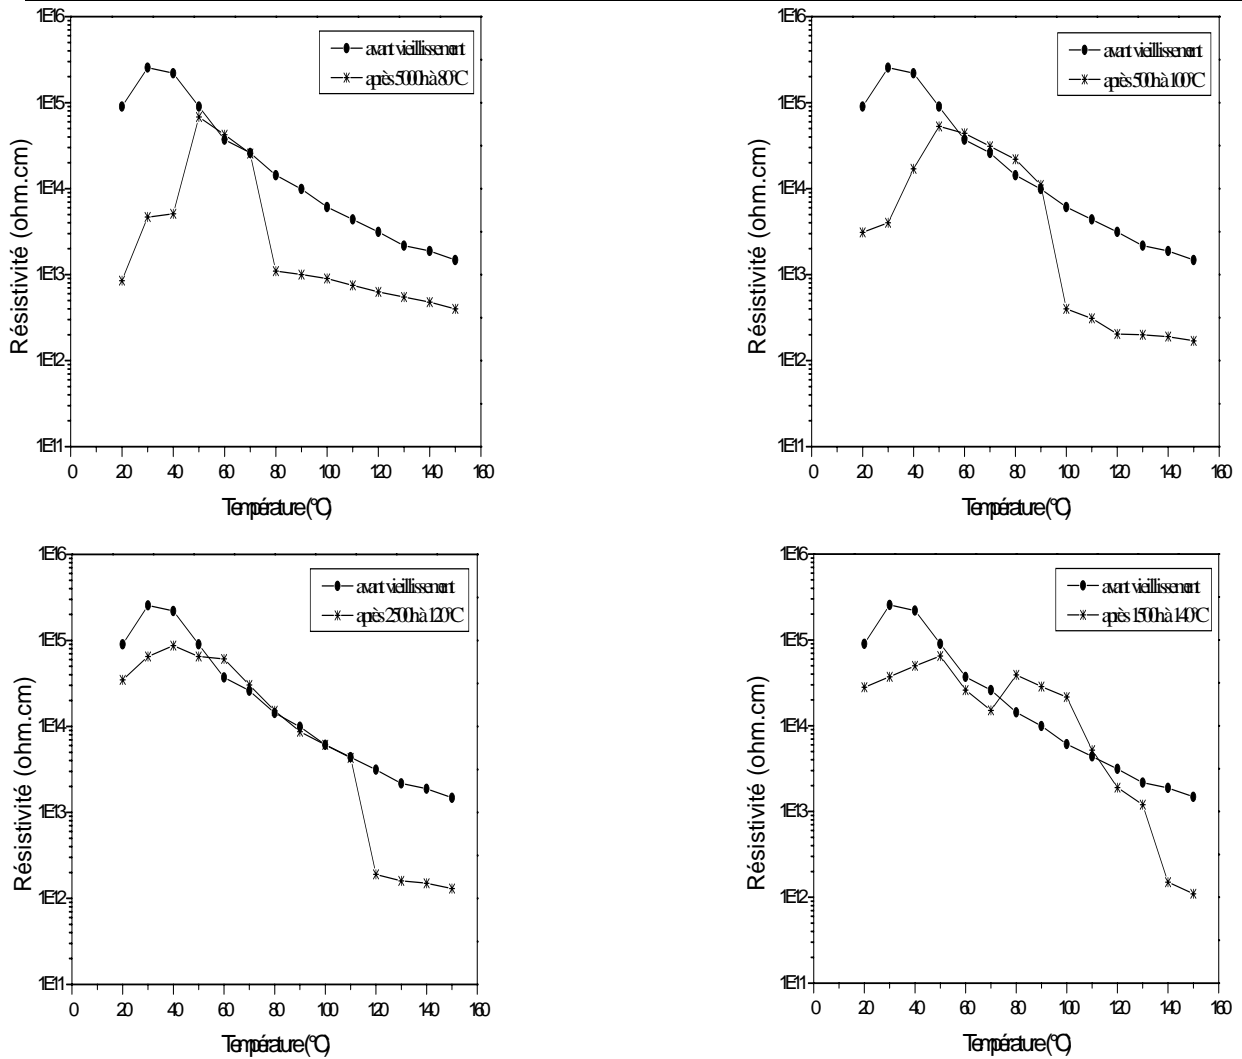 1E16
1E15
1E14
1E13
1E12
1E11
Résistivité (ohm.cm)
avant vieillissement
après 5000h à 80°C
0 20 40 60 80 100 120 140 160
Température (°C)
1E16
1E15
1E14
1E13
1E12
1E11
Résistivité (ohm.cm)
avant vieillissement
après 500h à 100°C
0 20 40 60 80 100 120 140 160
Température (°C)
1E16
1E15
1E14
1E13
1E12
1E11
Résistivité (ohm.cm)
avant vieillissement
après 2500h à 120°C
0 20 40 60 80 100 120 140 160
Température (°C)
1E16
1E15
1E14
1E13
1E12
1E11
Résistivité (ohm.cm)
avant vieillissement
après 1500h à 140°C
0 20 40 60 80 100 120 140 160
Température (°C)